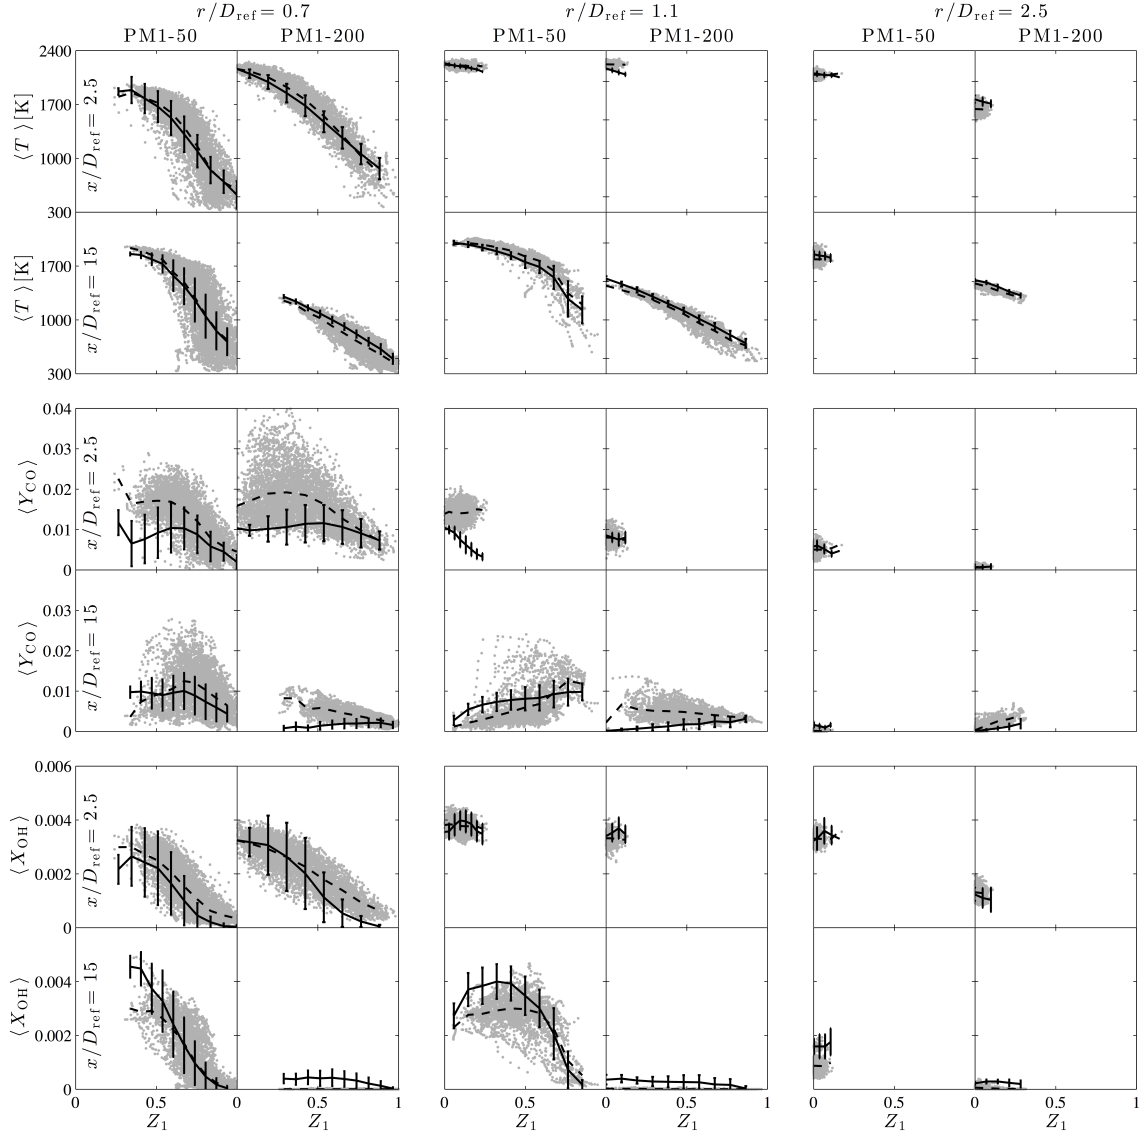 r/D_ref = 0.7 r/D_ref = 1.1 r/D_ref = 2.5
PM1-50 PM1-200 PM1-50 PM1-200 PM1-50 PM1-200
2400
1700
1000
300
⟨T⟩[K]
x/D_ref = 2.5
1700
1000
300
⟨T⟩[K]
x/D_ref = 15
0.04
0.03
0.02
0.01
0
⟨Y_CO⟩
x/D_ref = 2.5
0.03
0.02
0.01
0
⟨Y_CO⟩
x/D_ref = 15
0.006
0.004
0.002
0
⟨X_OH⟩
x/D_ref = 2.5
0.004
0.002
0
⟨X_OH⟩
x/D_ref = 15
0 0.5 0 0.5 1 0 0.5 0 0.5 1 0 0.5 0 0.5 1
Z_1 Z_1 Z_1 Z_1 Z_1 Z_1